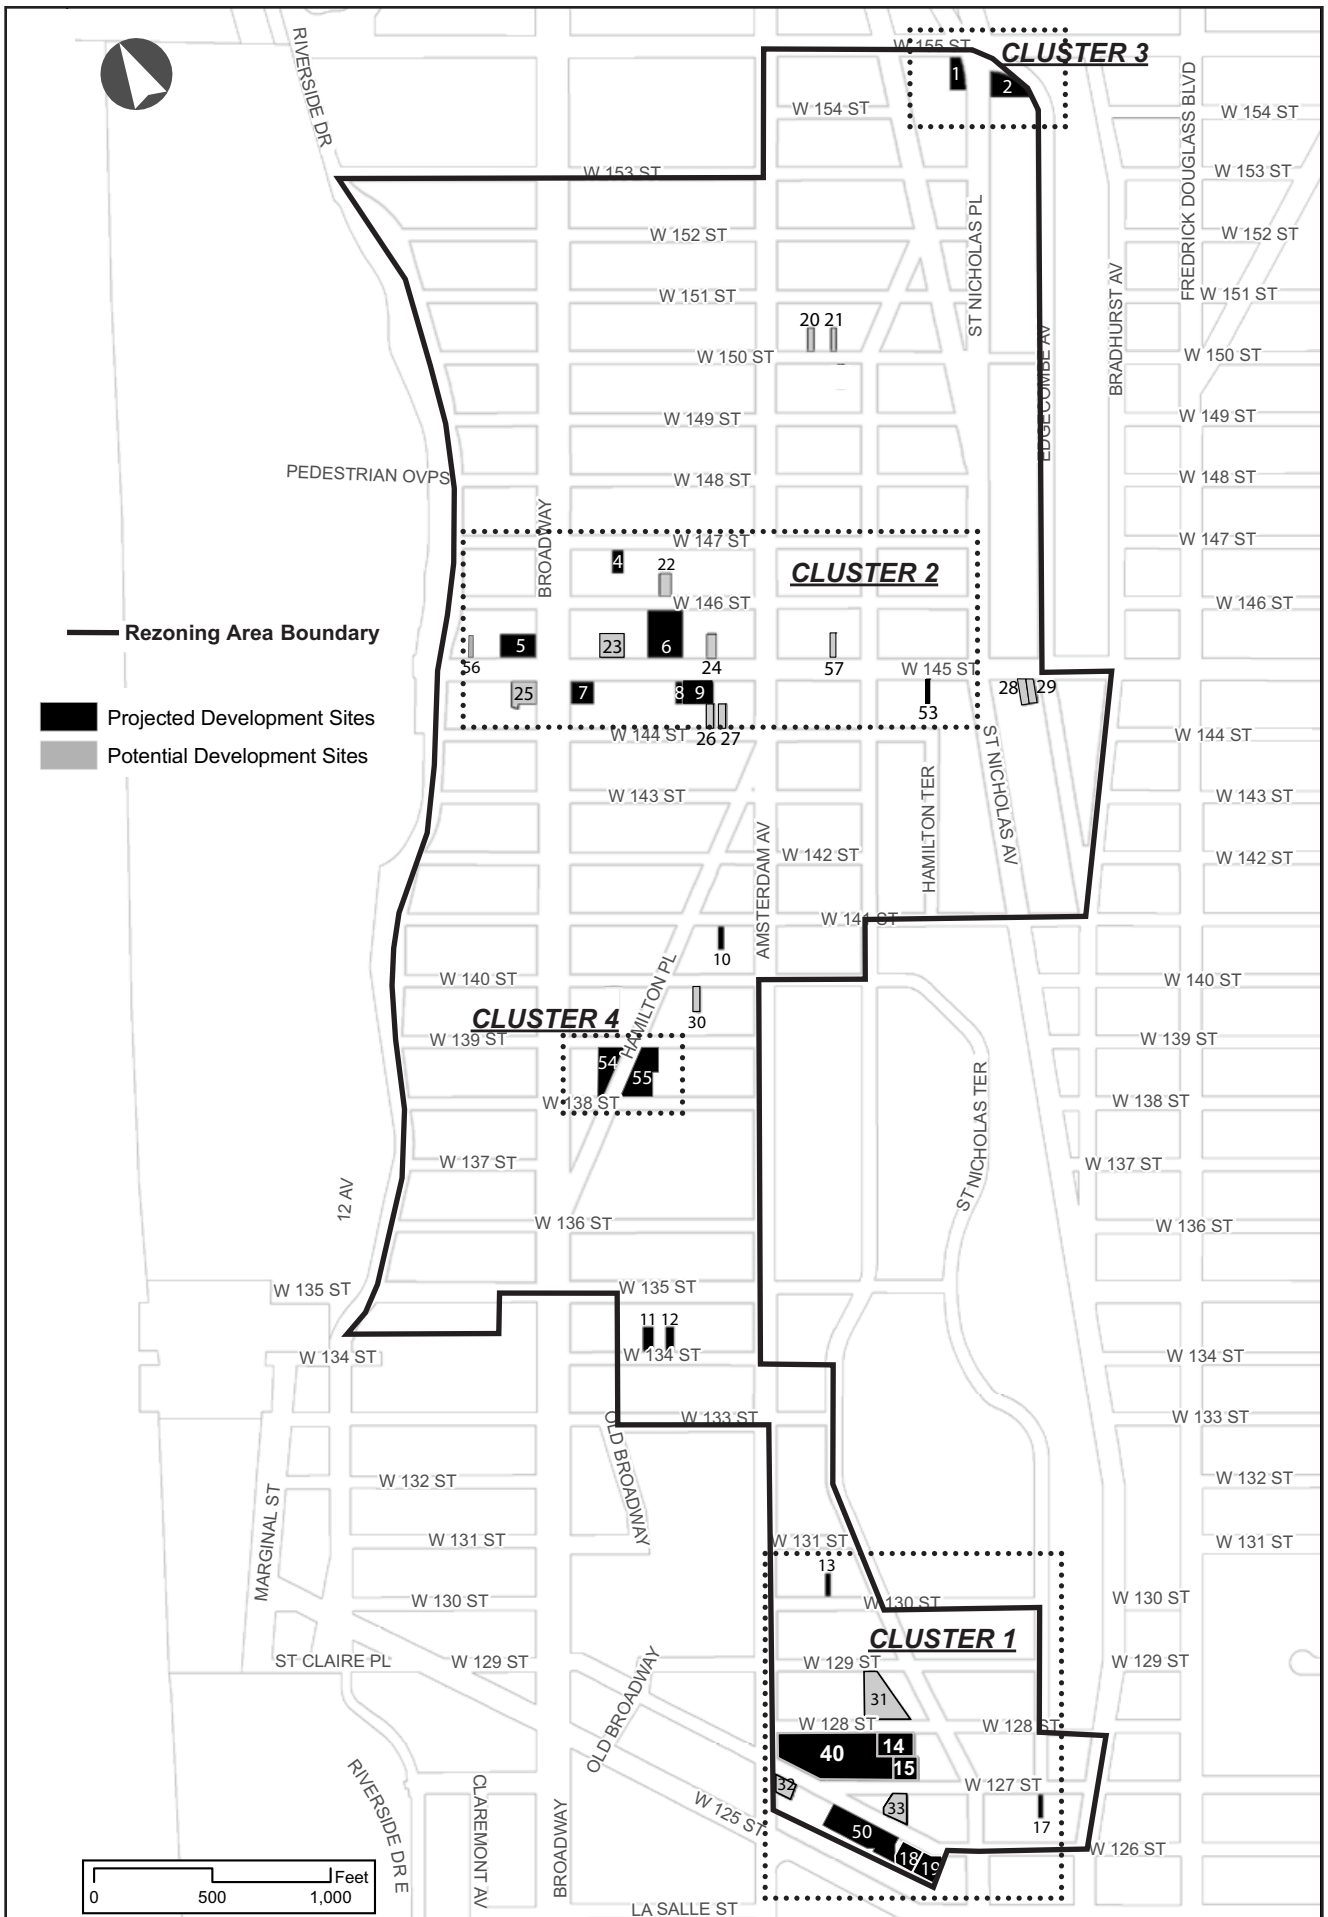 RIVERSIDE DR
W 155 ST
CLUSTER 3
1
2
FREDRICK DOUGLASS BLVD
W 154 ST
W 154 ST
W 153 ST
W 153 ST
ST NICHOLAS PL
W 152 ST
W 152 ST
W 151 ST
W 151 ST
BRADHURST AV
20 21
EDGECOMBE AV
W 150 ST
W 150 ST
W 149 ST
W 149 ST
PEDESTRIAN OVPS
W 148 ST
W 148 ST
BROADWAY
W 147 ST
W 147 ST
4
22
CLUSTER 2
W 146 ST
W 146 ST
Rezoning Area Boundary
56
5
23
6
24
57
W 145 ST
25
7
8
9
53
28
29
Projected Development Sites
W 144 ST
26 27
W 144 ST
Potential Development Sites
ST NICHOLAS AV
HAMILTON TER
W 143 ST
W 143 ST
AMSTERDAM AV
W 142 ST
W 142 ST
W 141 ST
10
HAMILTON PL
W 140 ST
W 140 ST
30
CLUSTER 4
W 139 ST
W 139 ST
54
55
ST NICHOLAS TER
W 138 ST
W 138 ST
W 137 ST
W 137 ST
12 AV
W 136 ST
W 136 ST
W 135 ST
W 135 ST
11 12
W 134 ST
W 134 ST
W 134 ST
W 133 ST
W 133 ST
OLD BROADWAY
MARGINAL ST
W 132 ST
W 132 ST
W 131 ST
W 131 ST
W 131 ST
13
W 130 ST
W 130 ST
W 130 ST
CLUSTER 1
ST CLAIRE PL
W 129 ST
W 129 ST
W 129 ST
OLD BROADWAY
31
W 128 ST
W 128 ST
40
14
15
32
W 127 ST
RIVERSIDE DR E
CLAREMONT AV
BROADWAY
W 125 ST
33
50
17
18
19
W 126 ST
Feet
0
500
1,000
LA SALLE ST